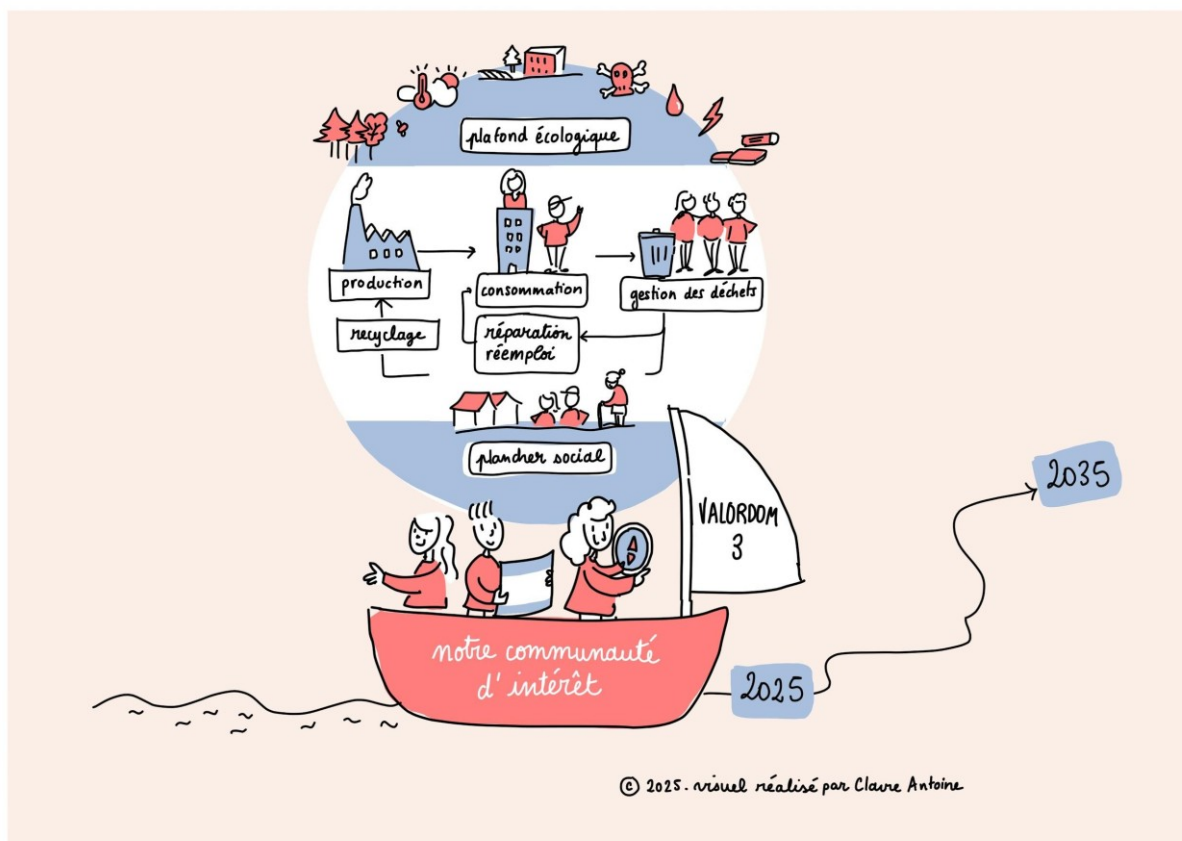 plafond écologique
production
consommation
gestion des déchets
recyclage
réparation
réemploi
plancher social
VALORDOM
3
2035
notre communauté
d'intérêt
2025
© 2025. visuel réalisé par Claire Antoine